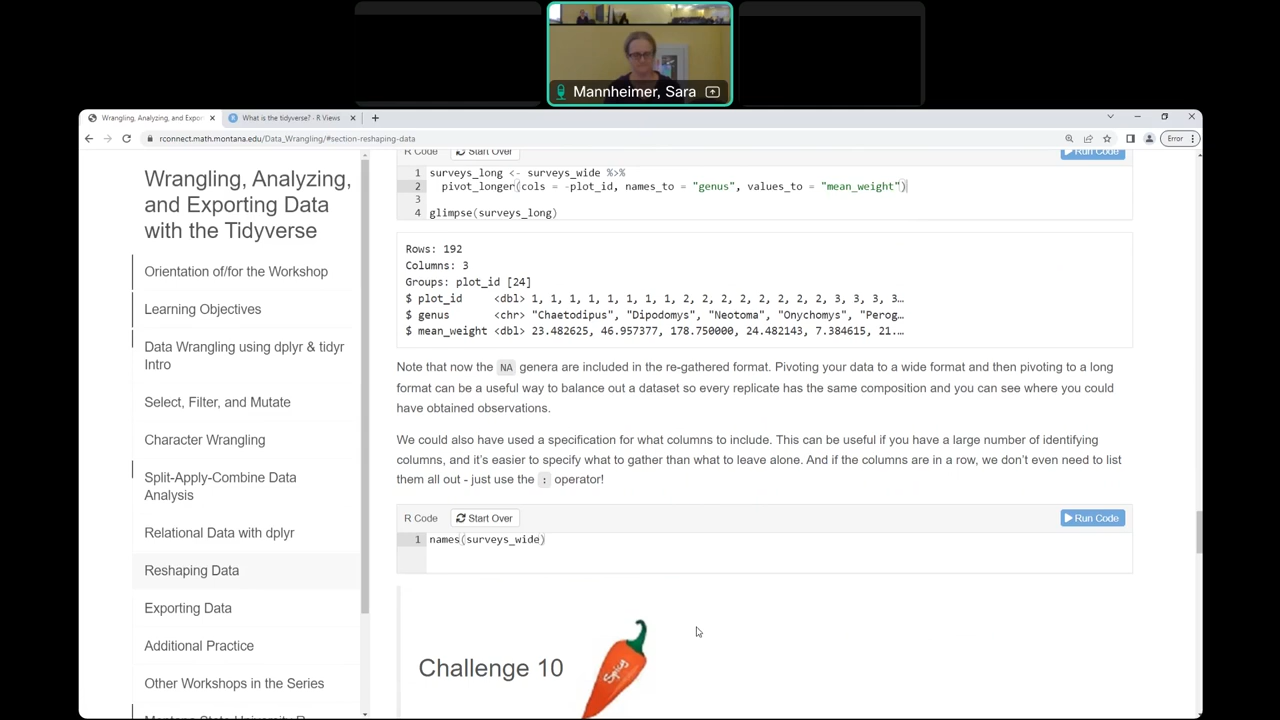 Mannheimer, Sara
Wrangling, Analyzing, and Expor
What is the tidyverse? - R Views
rconnect.math.montana.edu/Data_Wrangling/#section-reshaping-data
Error
Wrangling, Analyzing,
and Exporting Data
with the Tidyverse
Orientation of/for the Workshop
Learning Objectives
Data Wrangling using dplyr & tidyr
Intro
Select, Filter, and Mutate
Character Wrangling
Split-Apply-Combine Data
Analysis
Relational Data with dplyr
Reshaping Data
Exporting Data
Additional Practice
Other Workshops in the Series
Montana State University R
R Code Start Over Run Code
1 surveys_long <- surveys_wide %>%
2 pivot_longer(cols = -plot_id, names_to = "genus", values_to = "mean_weight")
3
4 glimpse(surveys_long)
Rows: 192
Columns: 3
Groups: plot_id [24]
$ plot_id <dbl> 1, 1, 1, 1, 1, 1, 1, 1, 2, 2, 2, 2, 2, 2, 2, 2, 3, 3, 3, 3…
$ genus <chr> "Chaetodipus", "Dipodomys", "Neotoma", "Onychomys", "Perog…
$ mean_weight <dbl> 23.482625, 46.957377, 178.750000, 24.482143, 7.384615, 21.…
Note that now the NA genera are included in the re-gathered format. Pivoting your data to a wide format and then pivoting to a long
format can be a useful way to balance out a dataset so every replicate has the same composition and you can see where you could
have obtained observations.
We could also have used a specification for what columns to include. This can be useful if you have a large number of identifying
columns, and it's easier to specify what to gather than what to leave alone. And if the columns are in a row, we don't even need to list
them all out - just use the : operator!
R Code Start Over Run Code
1 names(surveys_wide)
Challenge 10
Spicy